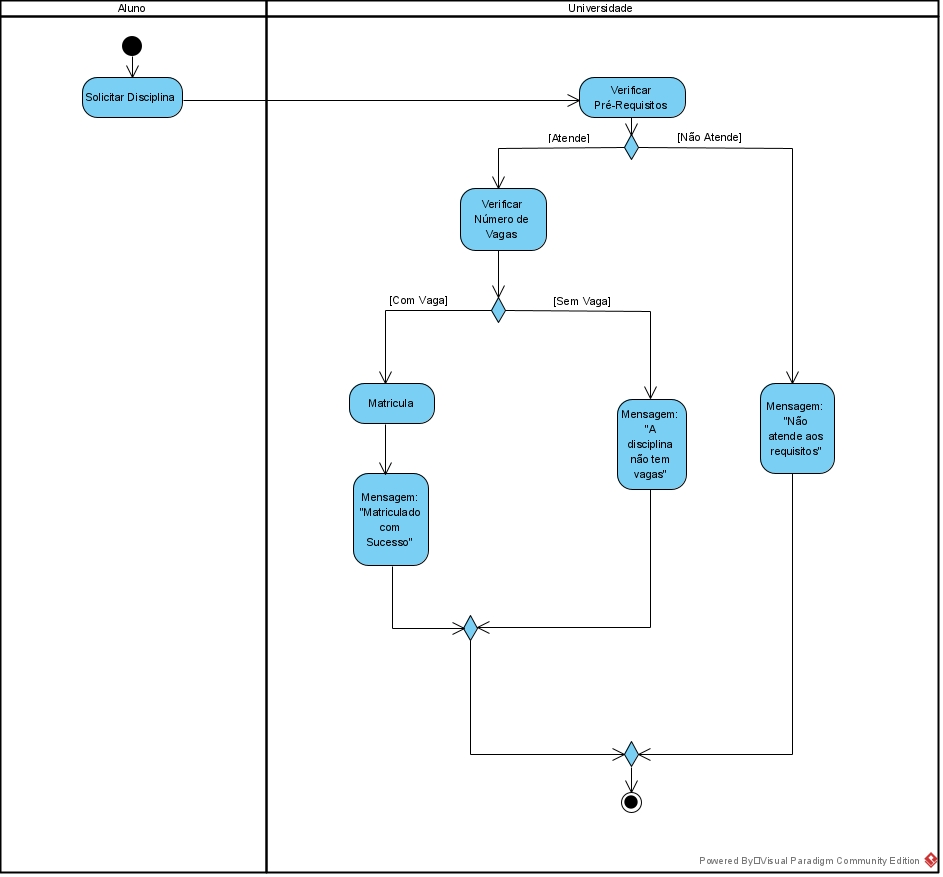 Aluno
Universidade
Solicitar Disciplina
Verificar
Pré-Requisitos
[Atende]
[Não Atende]
Verificar
Número de
Vagas
[Com Vaga]
[Sem Vaga]
Matricula
Mensagem:
"A
disciplina
não tem
vagas"
Mensagem:
"Não
atende aos
requisitos"
Mensagem:
"Matriculado
com
Sucesso"
Powered By Visual Paradigm Community Edition